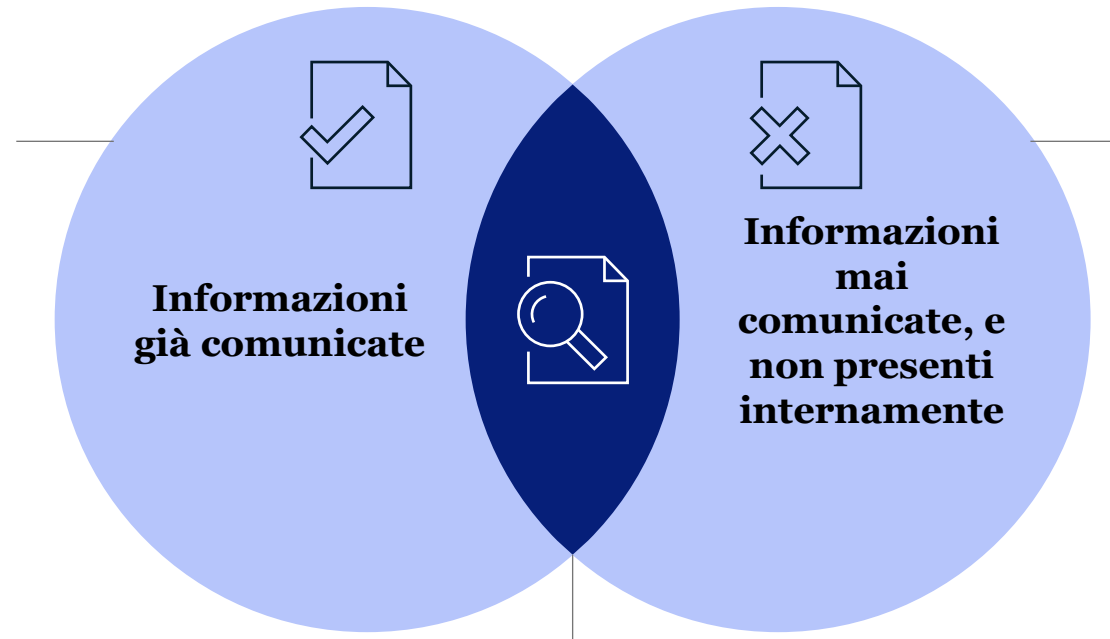 Informazioni
già comunicate
Informazioni
mai
comunicate, e
non presenti
internamente